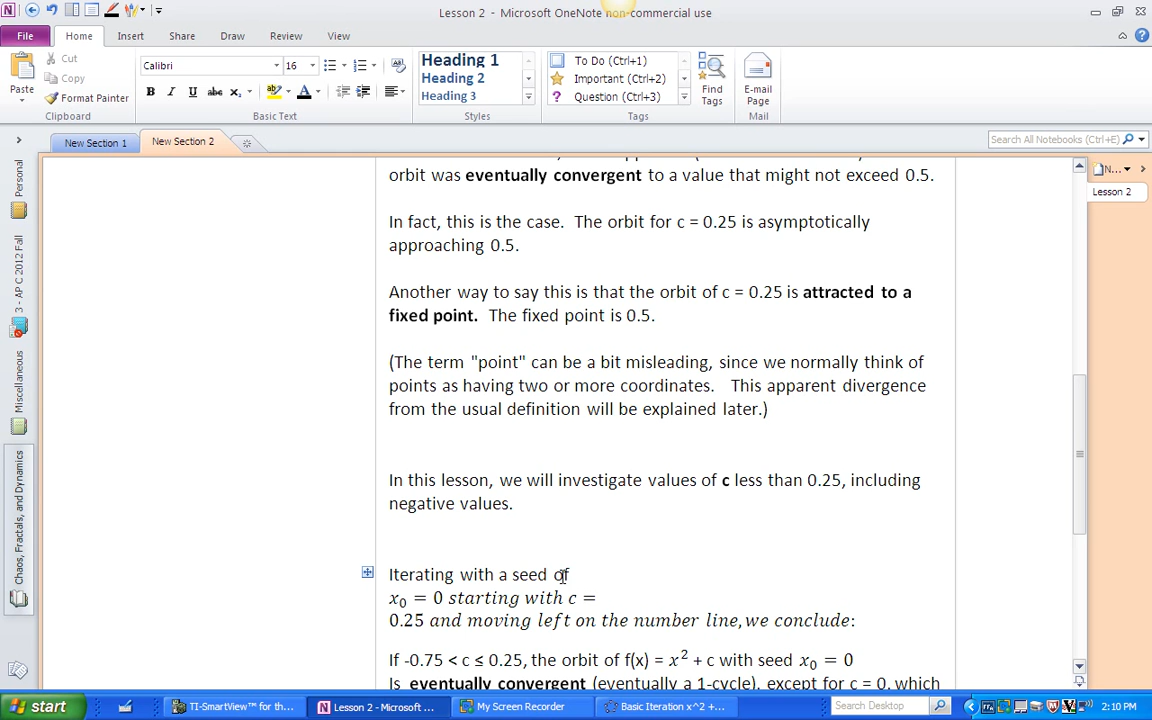 Lesson 2 - Microsoft OneNote non-commercial use
File Home Insert Share Draw Review View
Paste
Cut
Copy
Format Painter
Clipboard
Calibri 16
B I U abc x₂ ab A
Basic Text
Heading 1
Heading 2
Heading 3
Styles
To Do (Ctrl+1)
Important (Ctrl+2)
? Question (Ctrl+3)
Tags
Find
Tags
E-mail
Page
Mail
New Section 1 New Section 2
Search All Notebooks (Ctrl+E)
N...
Lesson 2
Personal
3 - AP C 2012 Fall
Miscellaneous
Chaos, Fractals, and Dynamics
orbit was eventually convergent to a value that might not exceed 0.5.
In fact, this is the case. The orbit for c = 0.25 is asymptotically
approaching 0.5.
Another way to say this is that the orbit of c = 0.25 is attracted to a
fixed point. The fixed point is 0.5.
(The term "point" can be a bit misleading, since we normally think of
points as having two or more coordinates. This apparent divergence
from the usual definition will be explained later.)
In this lesson, we will investigate values of c less than 0.25, including
negative values.
Iterating with a seed of
x₀ = 0 starting with c =
0.25 and moving left on the number line, we conclude:
If -0.75 < c ≤ 0.25, the orbit of f(x) = x² + c with seed x₀ = 0
Is eventually convergent (eventually a 1-cycle), except for c = 0, which
start
TI-SmartView™ for th...
Lesson 2 - Microsoft ...
My Screen Recorder
Basic Iteration x^2 +...
Search Desktop
2:10 PM